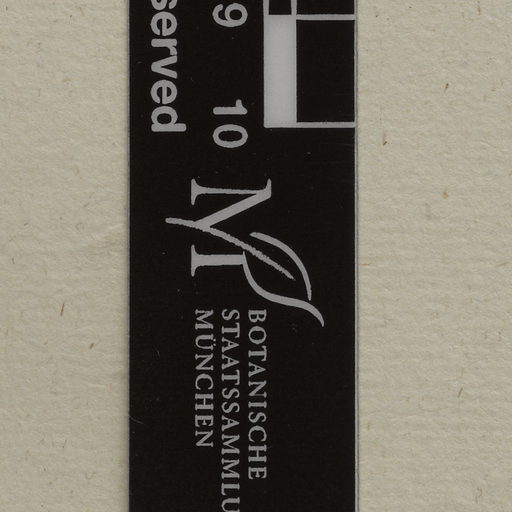 served
9 10
M
BOTANISCHE
STAATSSAMMLU
MÜNCHEN